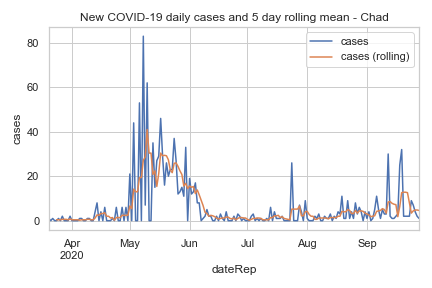 New COVID-19 daily cases and 5 day rolling mean - Chad
cases
cases (rolling)
80
60
40
20
0
cases
Apr
2020
May
Jun
Jul
Aug
Sep
dateRep